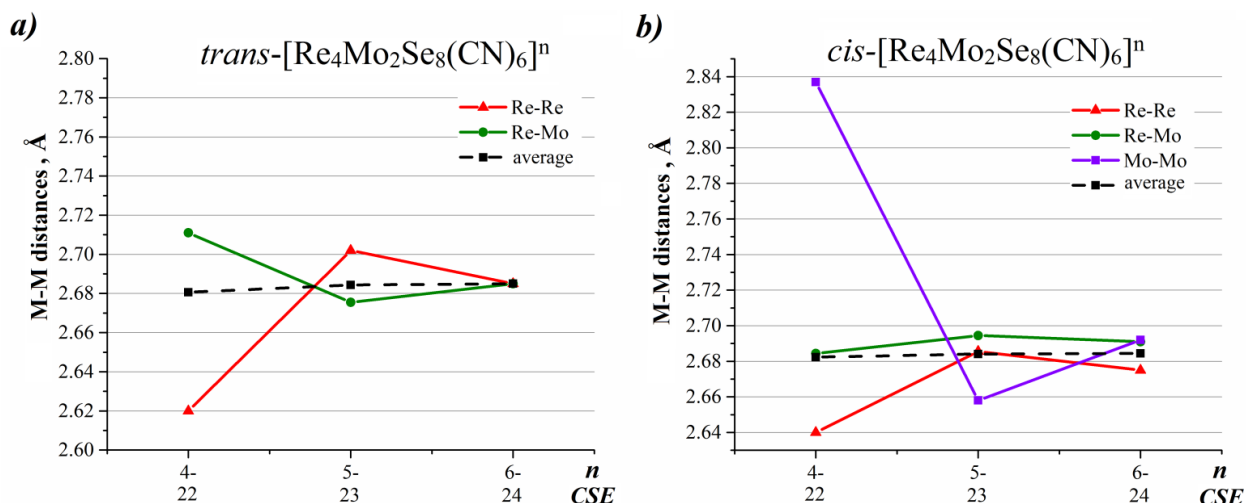 a)
trans-[Re4Mo2Se8(CN)6]n
M-M distances , Å
2.80
2.78
2.76
2.74
2.72
2.70
2.68
2.66
2.64
2.62
2.60
Re-Re
Re-Mo
average
4- 5- 6- n
22 23 24 CSE
b)
cis-[Re4Mo2Se8(CN)6]n
M-M distances , Å
2.84
2.82
2.80
2.78
2.76
2.74
2.72
2.70
2.68
2.66
2.64
Re-Re
Re-Mo
Mo-Mo
average
4- 5- 6- n
22 23 24 CSE